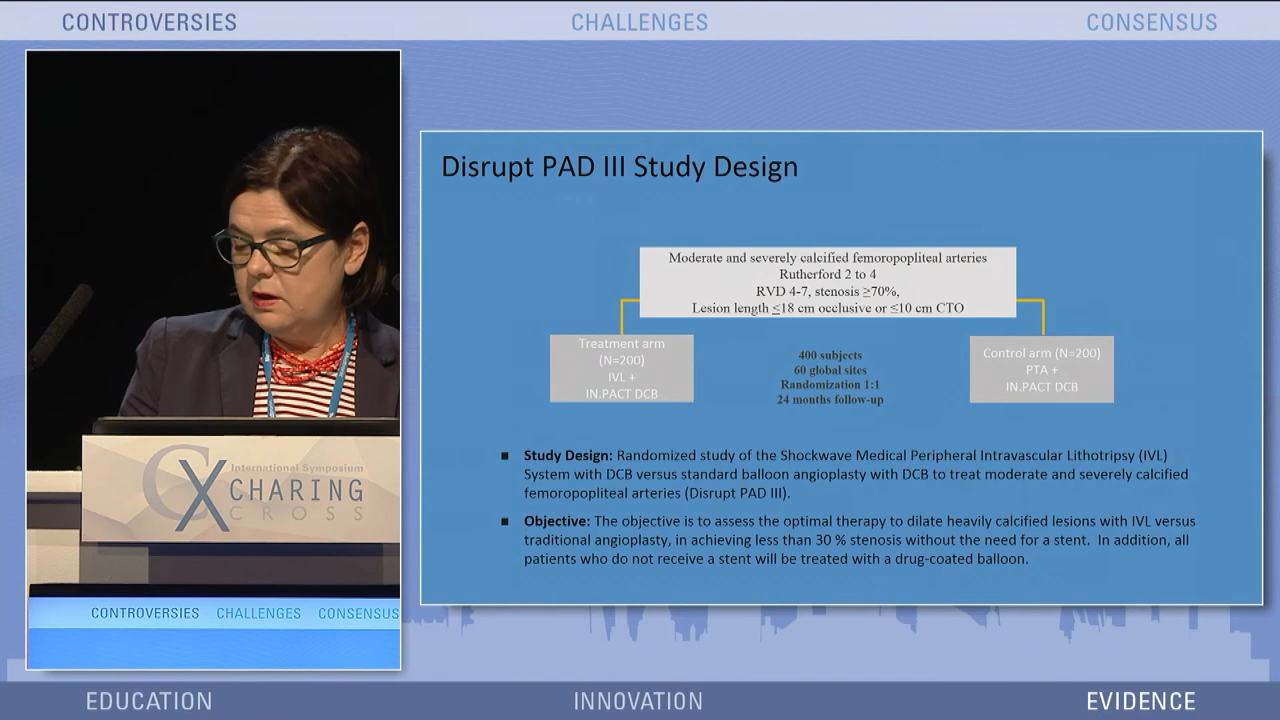 CONTROVERSIES
CHALLENGES
CONSENSUS
Disrupt PAD III Study Design
Moderate and severely calcified femoropopliteal arteries
Rutherford 2 to 4
RVD 4-7, stenosis ≥70%,
Lesion length ≤18 cm occlusive or ≤10 cm CTO
Treatment arm
(N=200)
IVL +
IN.PACT DCB
400 subjects
60 global sites
Randomization 1:1
24 months follow-up
Control arm (N=200)
PTA +
IN.PACT DCB
■ Study Design: Randomized study of the Shockwave Medical Peripheral Intravascular Lithotripsy (IVL)
System with DCB versus standard balloon angioplasty with DCB to treat moderate and severely calcified
femoropopliteal arteries (Disrupt PAD III).
■ Objective: The objective is to assess the optimal therapy to dilate heavily calcified lesions with IVL versus
traditional angioplasty, in achieving less than 30 % stenosis without the need for a stent. In addition, all
patients who do not receive a stent will be treated with a drug-coated balloon.
CX
International Symposium
CHARING
CROSS
CONTROVERSIES CHALLENGES CONSENSUS
EDUCATION
INNOVATION
EVIDENCE